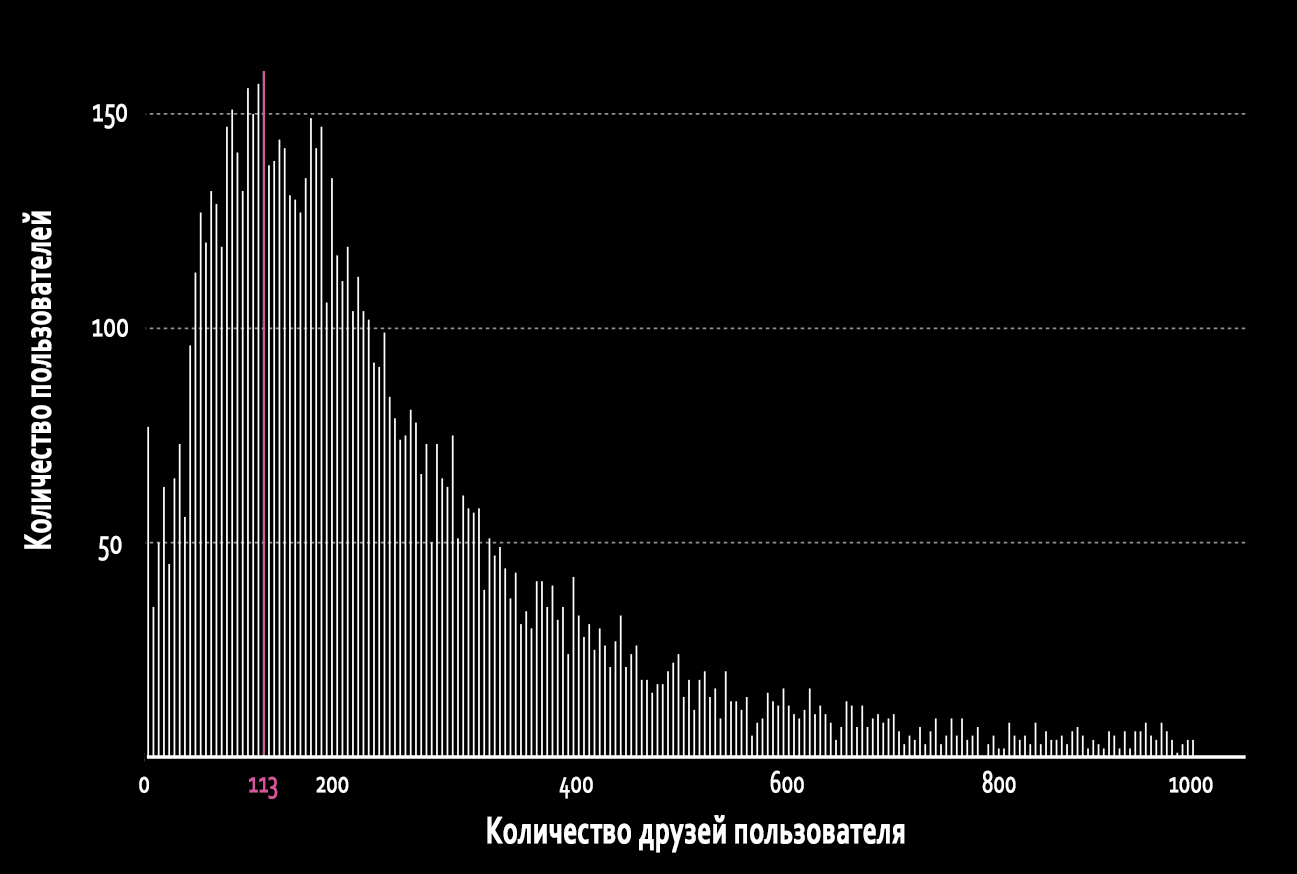 150
100
50
Количество пользователей
0 113 200 400 600 800 1000
Количество друзей пользователя